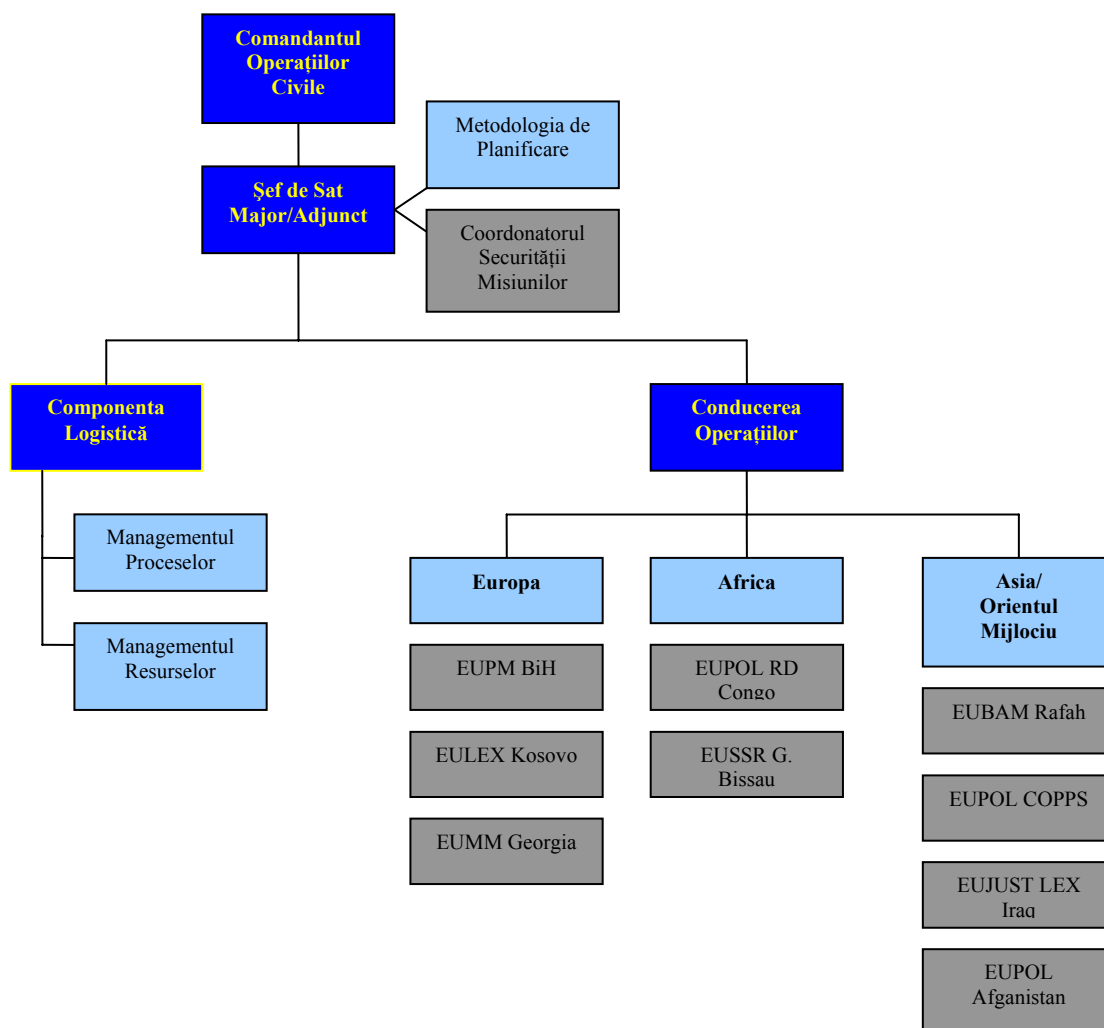 Comandantul
Operațiilor
Civile
Metodologia de
Planificare
Şef de Sat
Major/Adjunct
Coordonatorul
Securității
Misiunilor
Componenta
Logistică
Conducerea
Operațiilor
Managementul
Proceselor
Managementul
Resurselor
Europa
Africa
Asia/
Orientul
Mijlociu
EUPM BiH
EULEX Kosovo
EUMM Georgia
EUPOL RD
Congo
EUSSR G.
Bissau
EUBAM Rafah
EUPOL COPPS
EUJUST LEX
Iraq
EUPOL
Afganistan